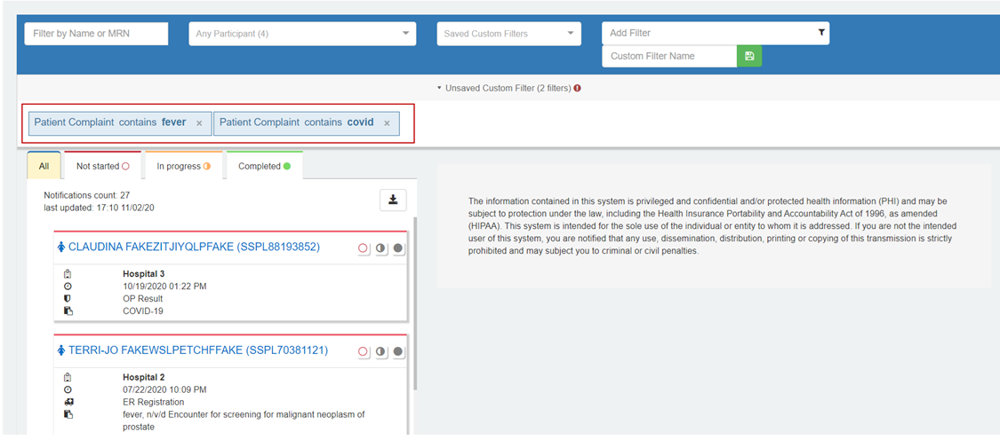 Filter by Name or MRN
Any Participant (4)
Saved Custom Filters
Add Filter
Custom Filter Name
Unsaved Custom Filter (2 filters)
Patient Complaint contains fever ×
Patient Complaint contains covid ×
All
Not started
In progress
Completed
Notifications count: 27
last updated: 17:10 11/02/20
CLAUDINA FAKEZITJIYQLPFAKE (SSPL88193852)
Hospital 3
10/19/2020 01:22 PM
OP Result
COVID-19
TERRI-JO FAKEWSLPETCHFFAKE (SSPL70381121)
Hospital 2
07/22/2020 10:09 PM
ER Registration
fever, n/v/d Encounter for screening for malignant neoplasm of
prostate
The information contained in this system is privileged and confidential and/or protected health information (PHI) and may be
subject to protection under the law, including the Health Insurance Portability and Accountability Act of 1996, as amended
(HIPAA). This system is intended for the sole use of the individual or entity to whom it is addressed. If you are not the intended
user of this system, you are notified that any use, dissemination, distribution, printing or copying of this transmission is strictly
prohibited and may subject you to criminal or civil penalties.